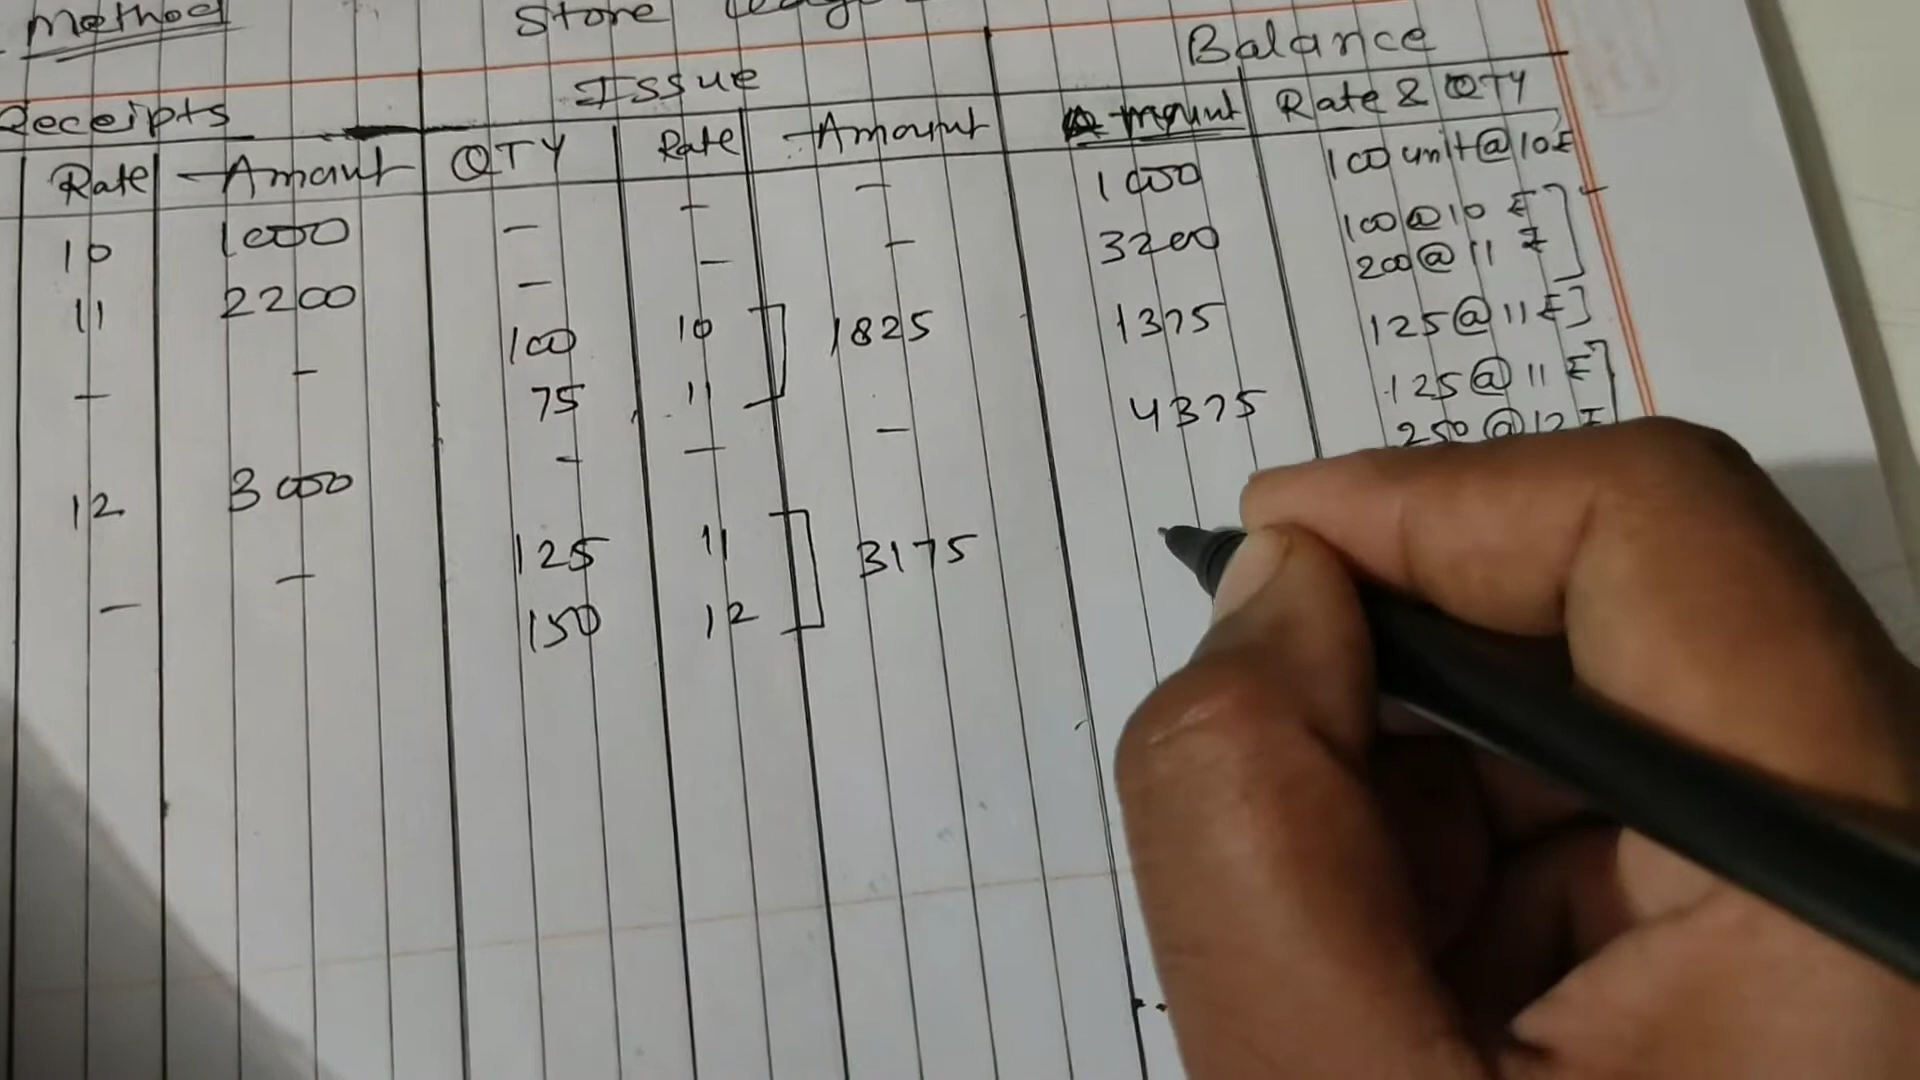 Method Store
Receipts Issue Balance
Rate Amount QTY Rate Amount Amount Rate & QTY
10 1000 - - - 1000 100 unit @ 10₹
11 2200 - - - 3200 100 @ 10 ₹
200 @ 11 ₹
- - 100 10 1825 1375 125 @ 11 ₹
75 11
12 3000 - - - 4375 125 @ 11 ₹
250 @ 12 ₹
- - 125 11 3175
150 12